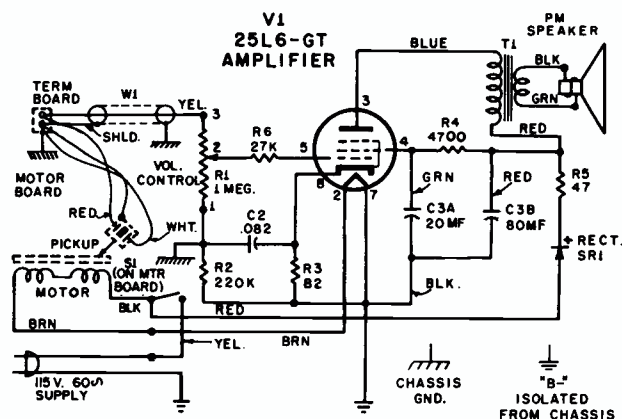 V1
25L6-GT
AMPLIFIER
PM
SPEAKER
BLUE
T1
BLK
GRN
RED
TERM
BOARD
W1
YEL.
3
SHLD.
MOTOR BOARD
2
VOL.
CONTROL
R1
1 MEG.
1
R6
27K
5
3
4
8
2
7
R4
4700
RED
WHT.
PICKUP
GRN
C3A
20MF
RED
C3B
80MF
R5
47
+ RECT.
SR1
C2
.082
R2
220K
R3
82
BLK.
S1
(ON MTR
BOARD)
MOTOR
BLK
RED
BRN
YEL.
BRN
115V. 60∿
SUPPLY
CHASSIS
GND.
"B-"
ISOLATED
FROM CHASSIS